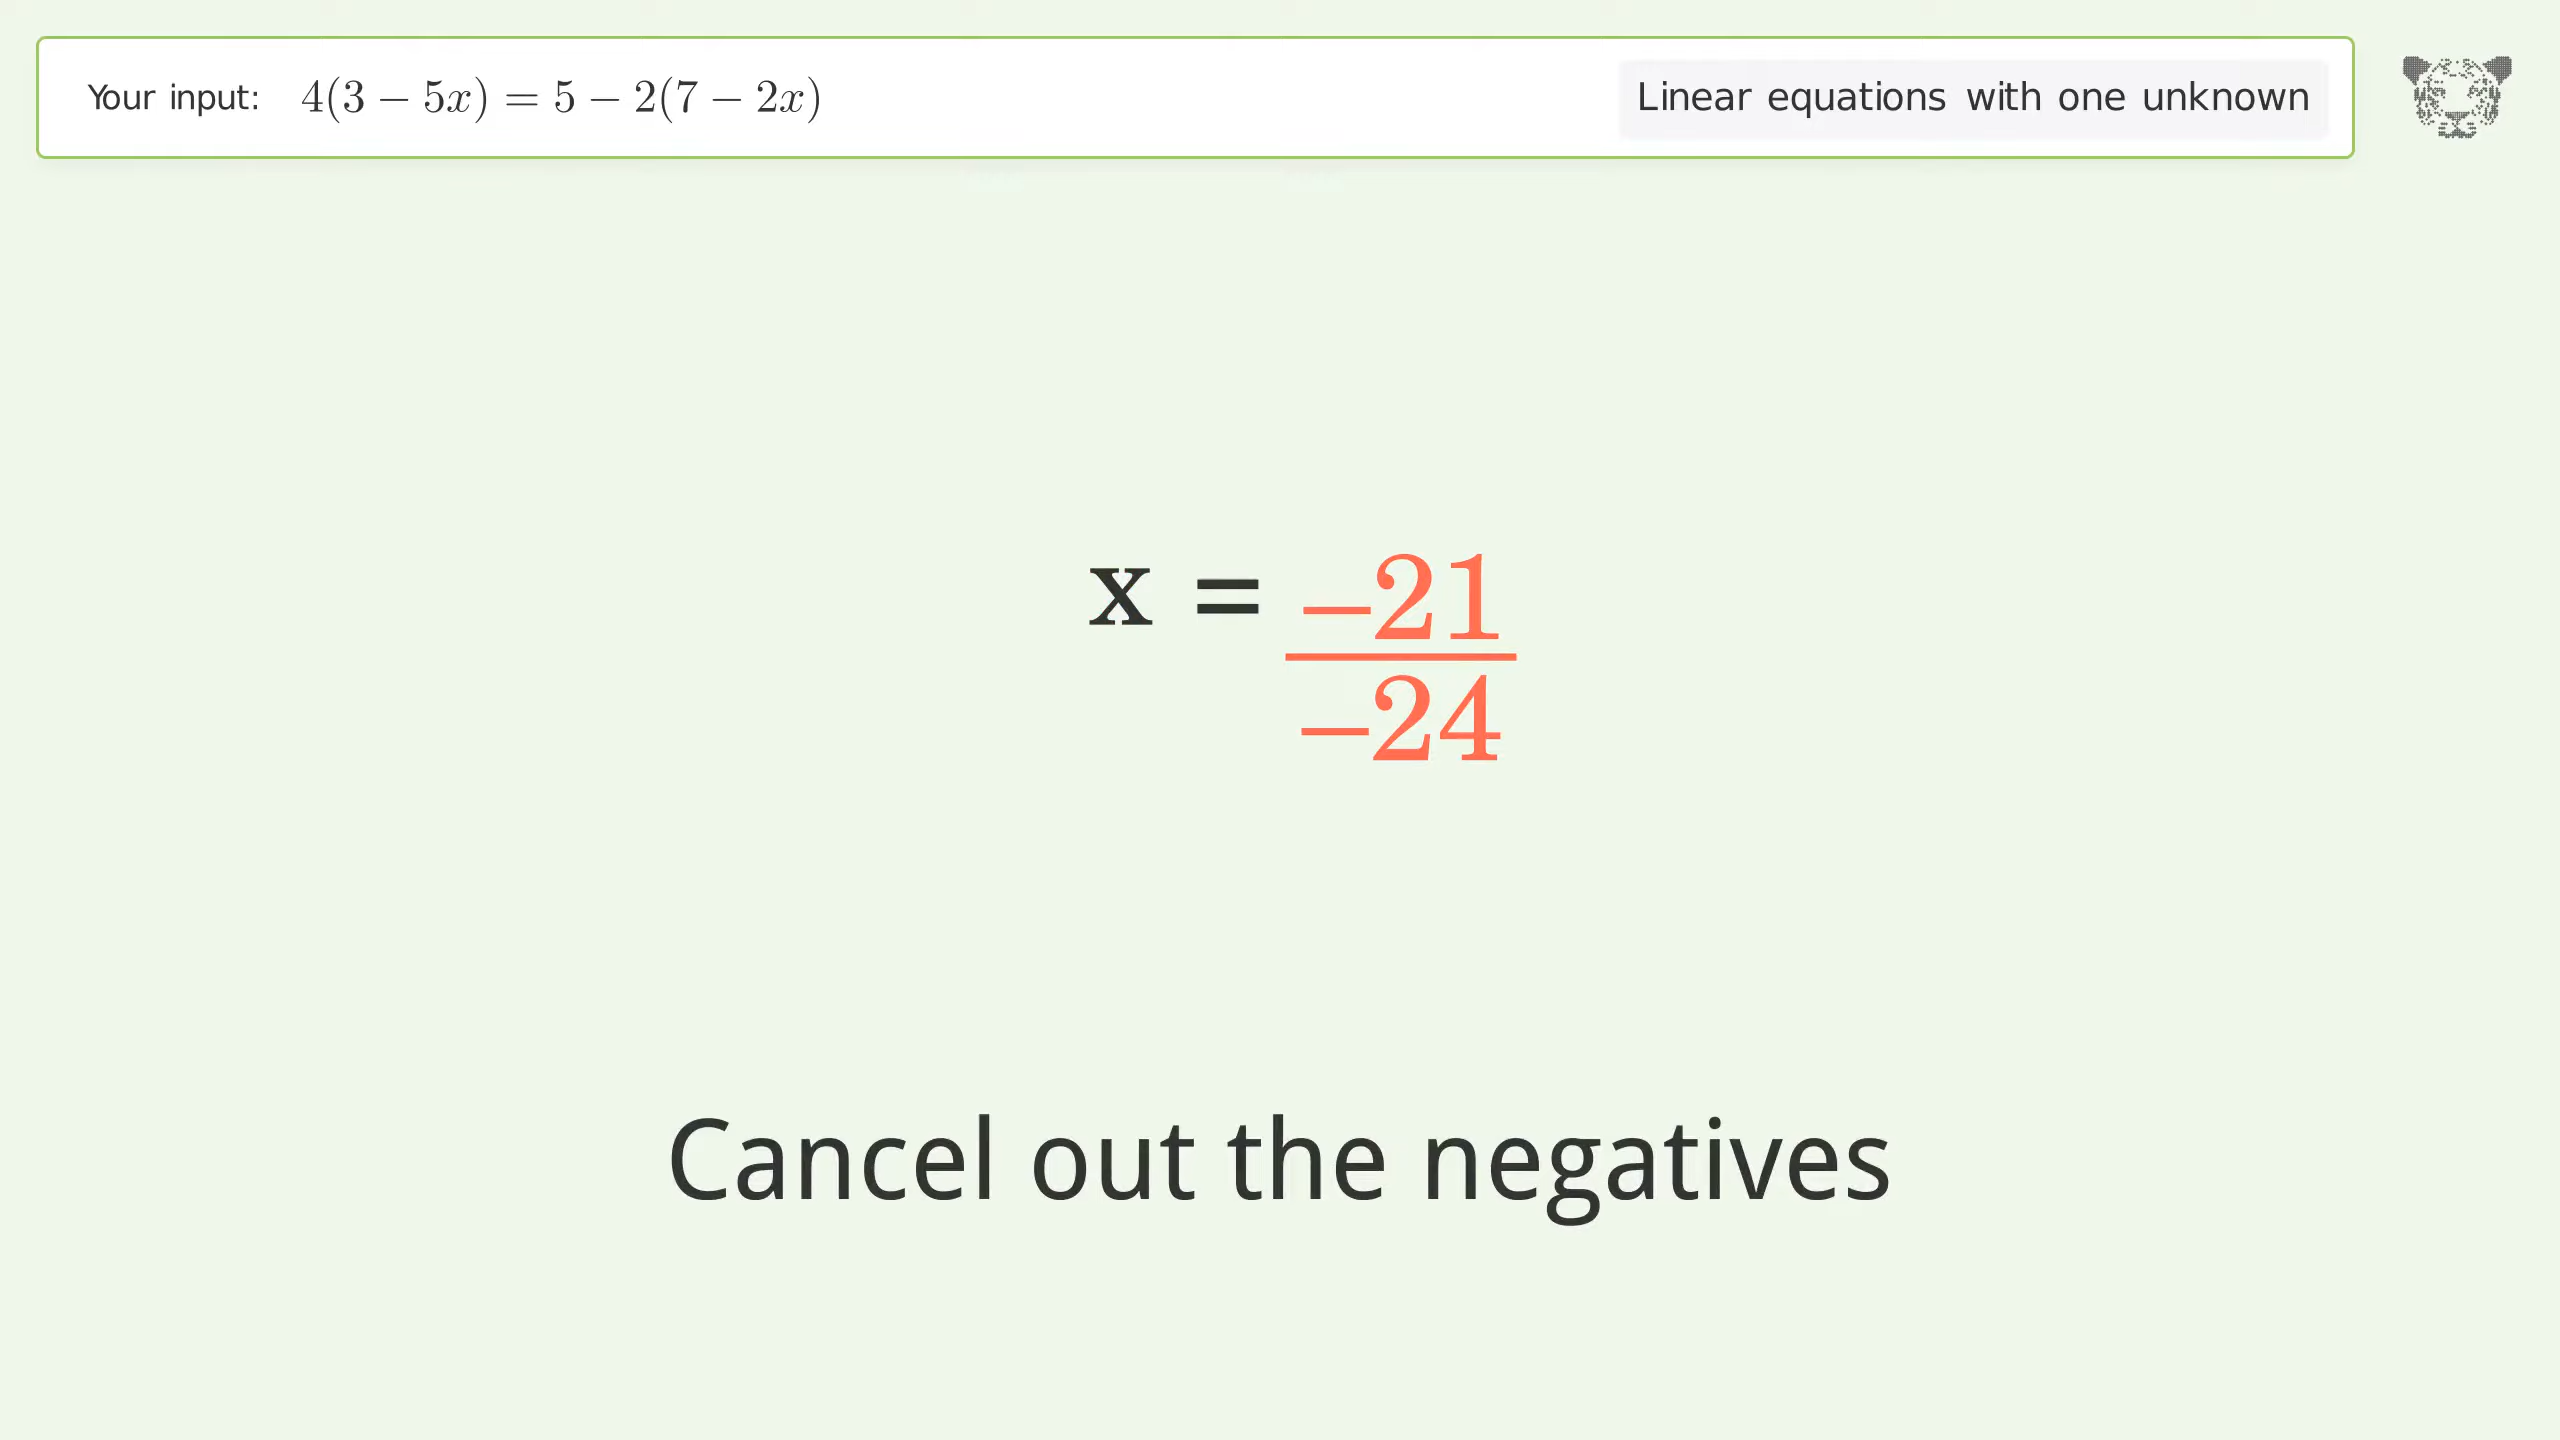 Your input: 4(3 − 5x) = 5 − 2(7 − 2x)
Linear equations with one unknown
x = −21
−24
Cancel out the negatives